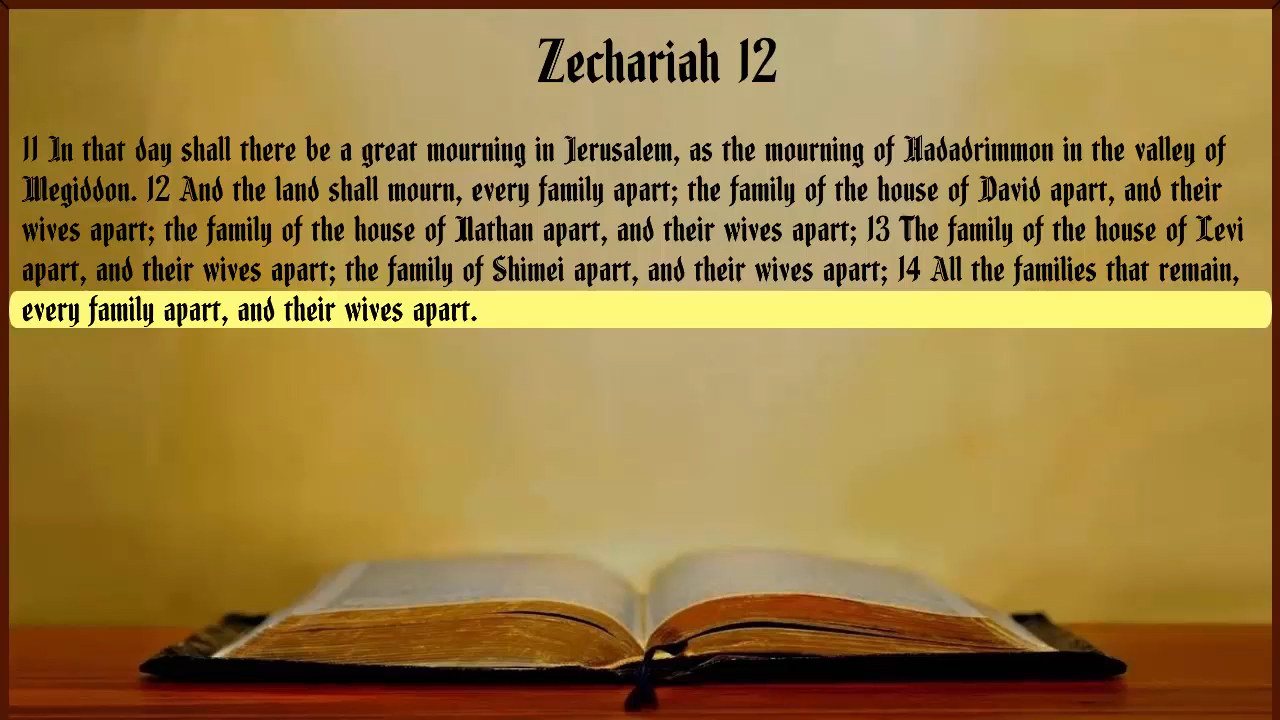 Zechariah 12
11 In that day shall there be a great mourning in Jerusalem, as the mourning of Hadadrimmon in the valley of
Megiddon. 12 And the land shall mourn, every family apart; the family of the house of David apart, and their
wives apart; the family of the house of Nathan apart, and their wives apart; 13 The family of the house of Levi
apart, and their wives apart; the family of Shimei apart, and their wives apart; 14 All the families that remain,
every family apart, and their wives apart.